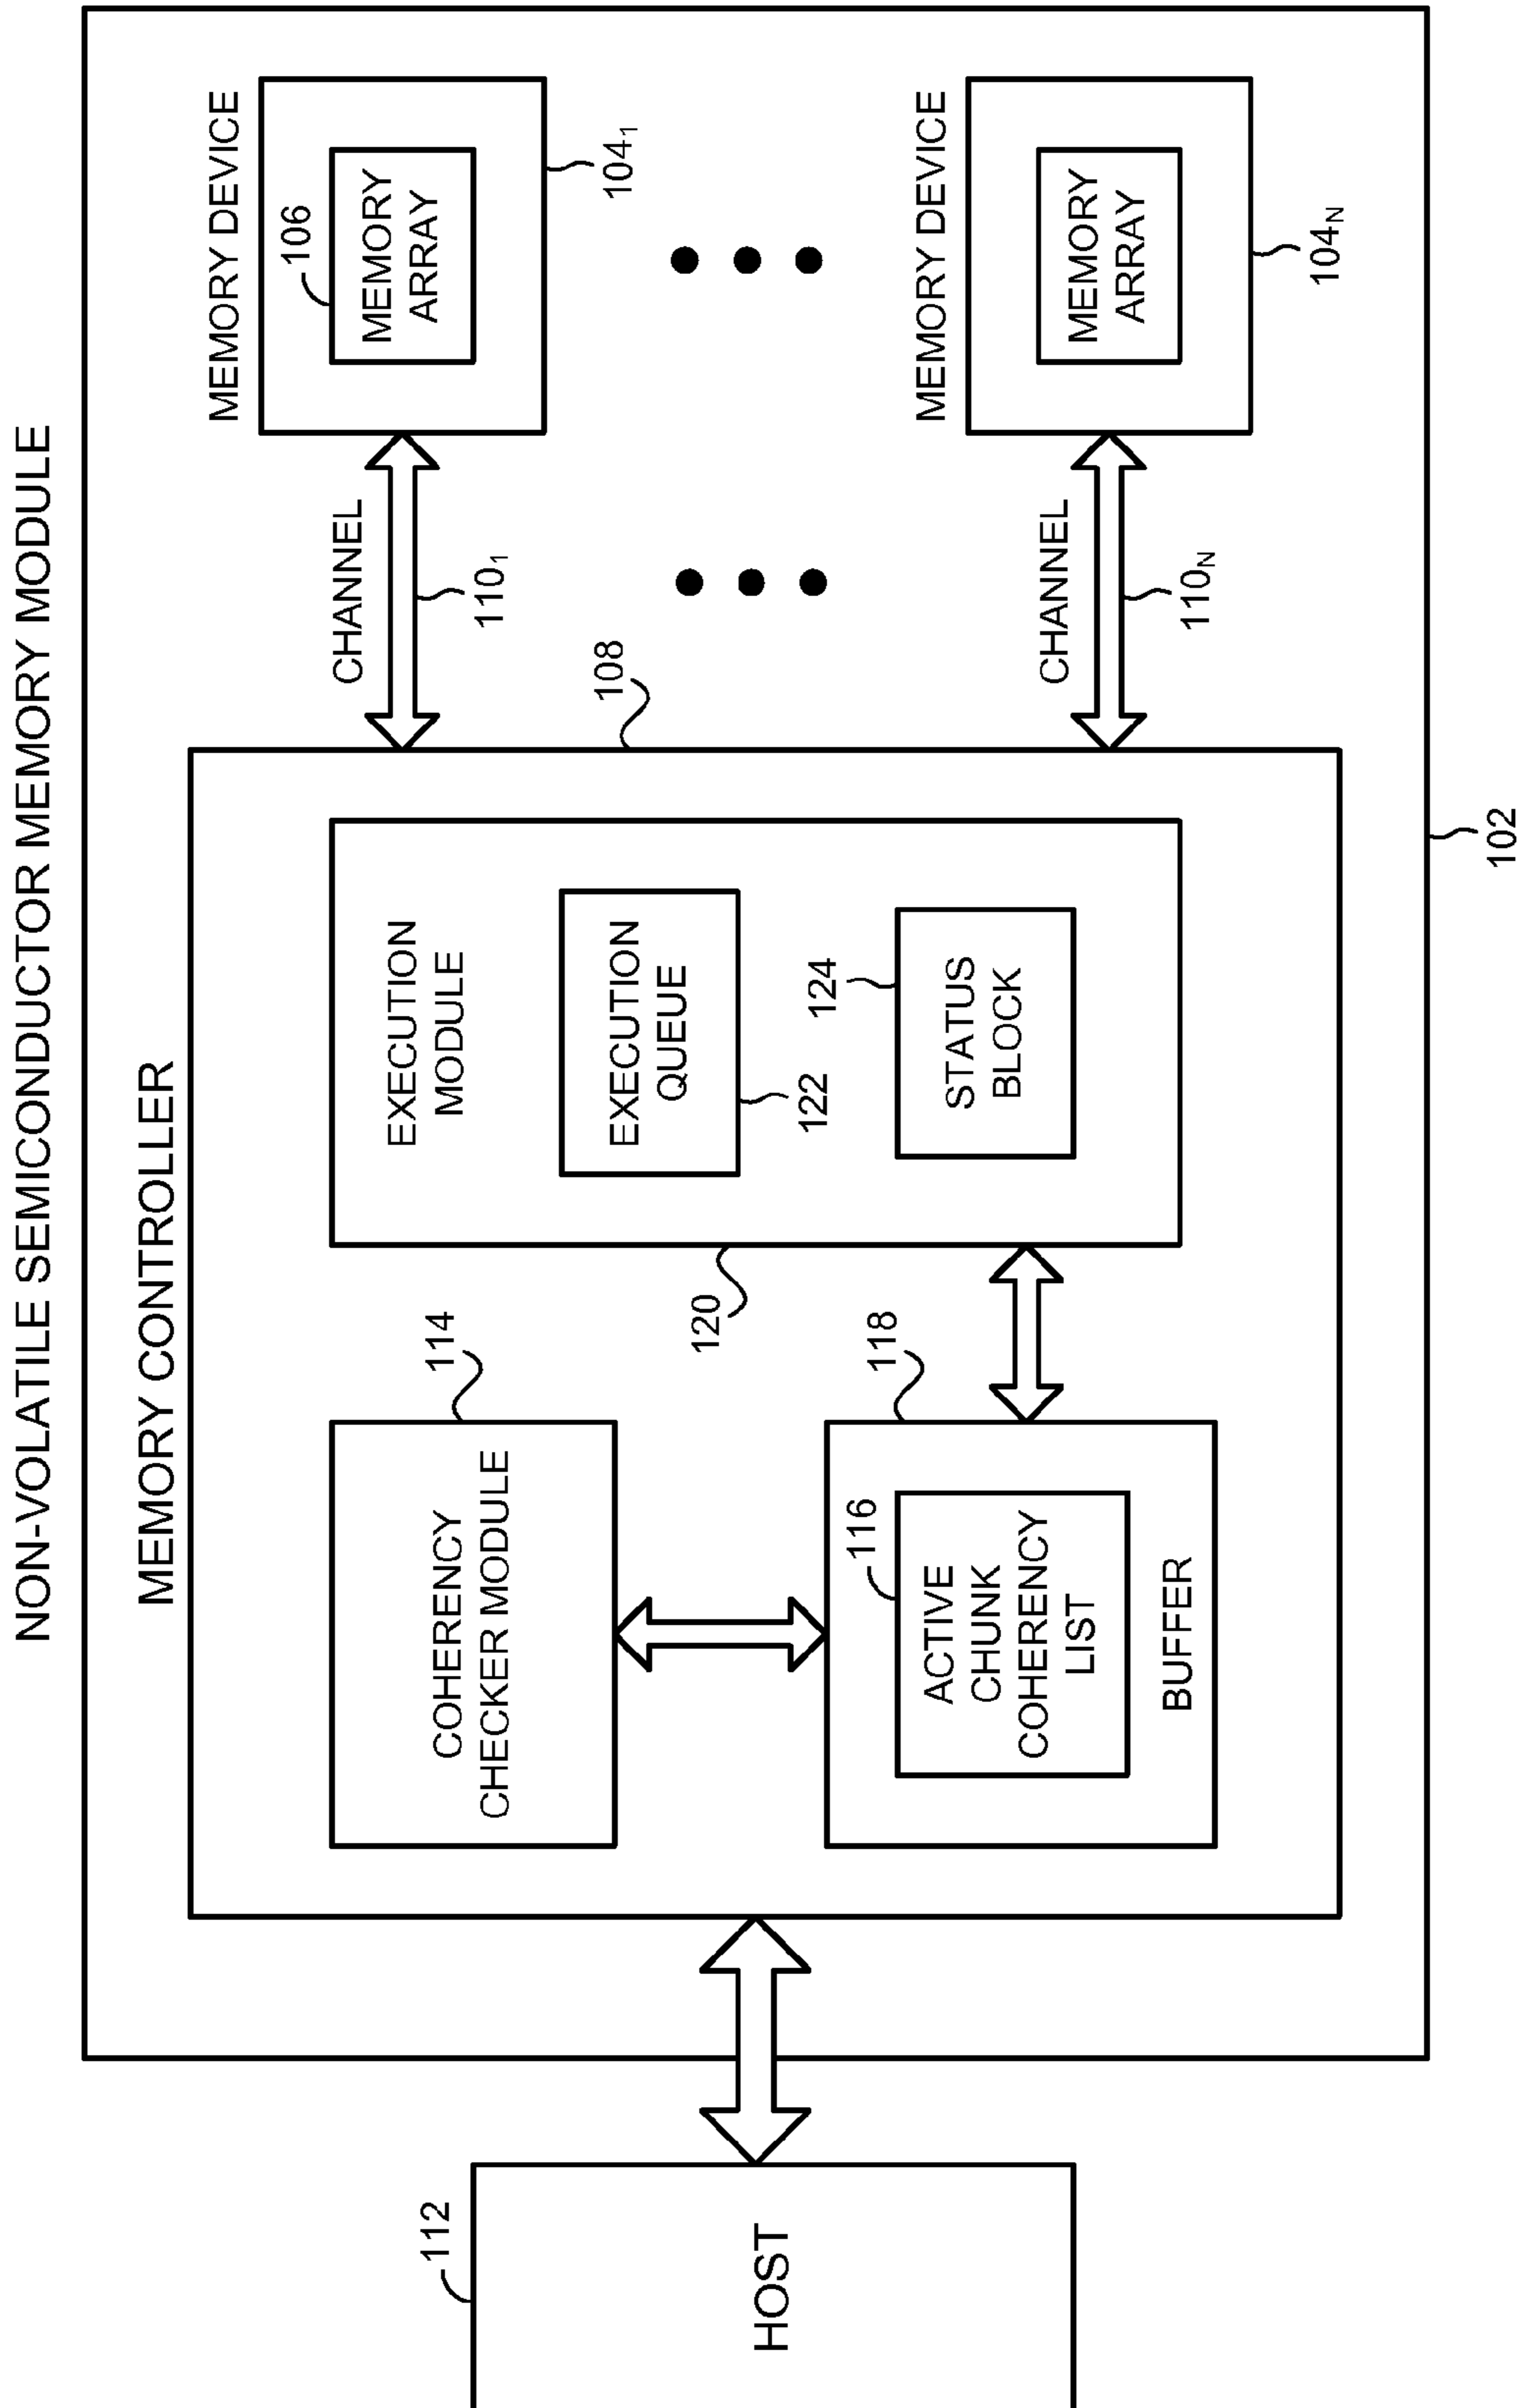 NON-VOLATILE SEMICONDUCTOR MEMORY MODULE
MEMORY CONTROLLER
112
HOST
114
COHERENCY
CHECKER MODULE
116
118
ACTIVE
CHUNK
COHERENCY
LIST
BUFFER
120
EXECUTION
MODULE
EXECUTION
QUEUE
122
124
STATUS
BLOCK
108
CHANNEL
110₁
CHANNEL
110N
MEMORY DEVICE
106
MEMORY
ARRAY
104₁
MEMORY DEVICE
MEMORY
ARRAY
104N
102